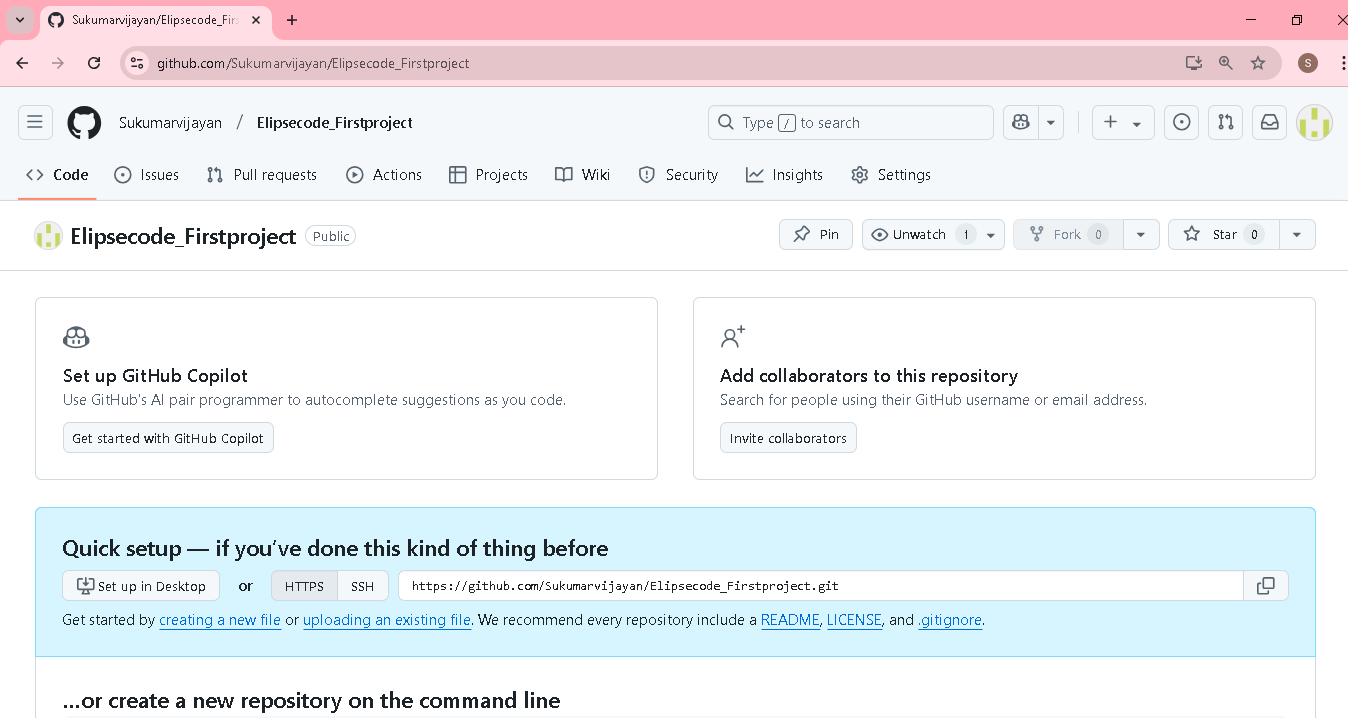 Sukumarvijayan/Elipsecode_Firs
github.com/Sukumarvijayan/Elipsecode_Firstproject
S
Sukumarvijayan / Elipsecode_Firstproject
Type / to search
Code
Issues
Pull requests
Actions
Projects
Wiki
Security
Insights
Settings
Elipsecode_Firstproject
Public
Pin
Unwatch 1
Fork 0
Star 0
Set up GitHub Copilot
Use GitHub's AI pair programmer to autocomplete suggestions as you code.
Get started with GitHub Copilot
Add collaborators to this repository
Search for people using their GitHub username or email address.
Invite collaborators
Quick setup — if you've done this kind of thing before
Set up in Desktop or HTTPS SSH https://github.com/Sukumarvijayan/Elipsecode_Firstproject.git
Get started by creating a new file or uploading an existing file. We recommend every repository include a README, LICENSE, and .gitignore.
...or create a new repository on the command line